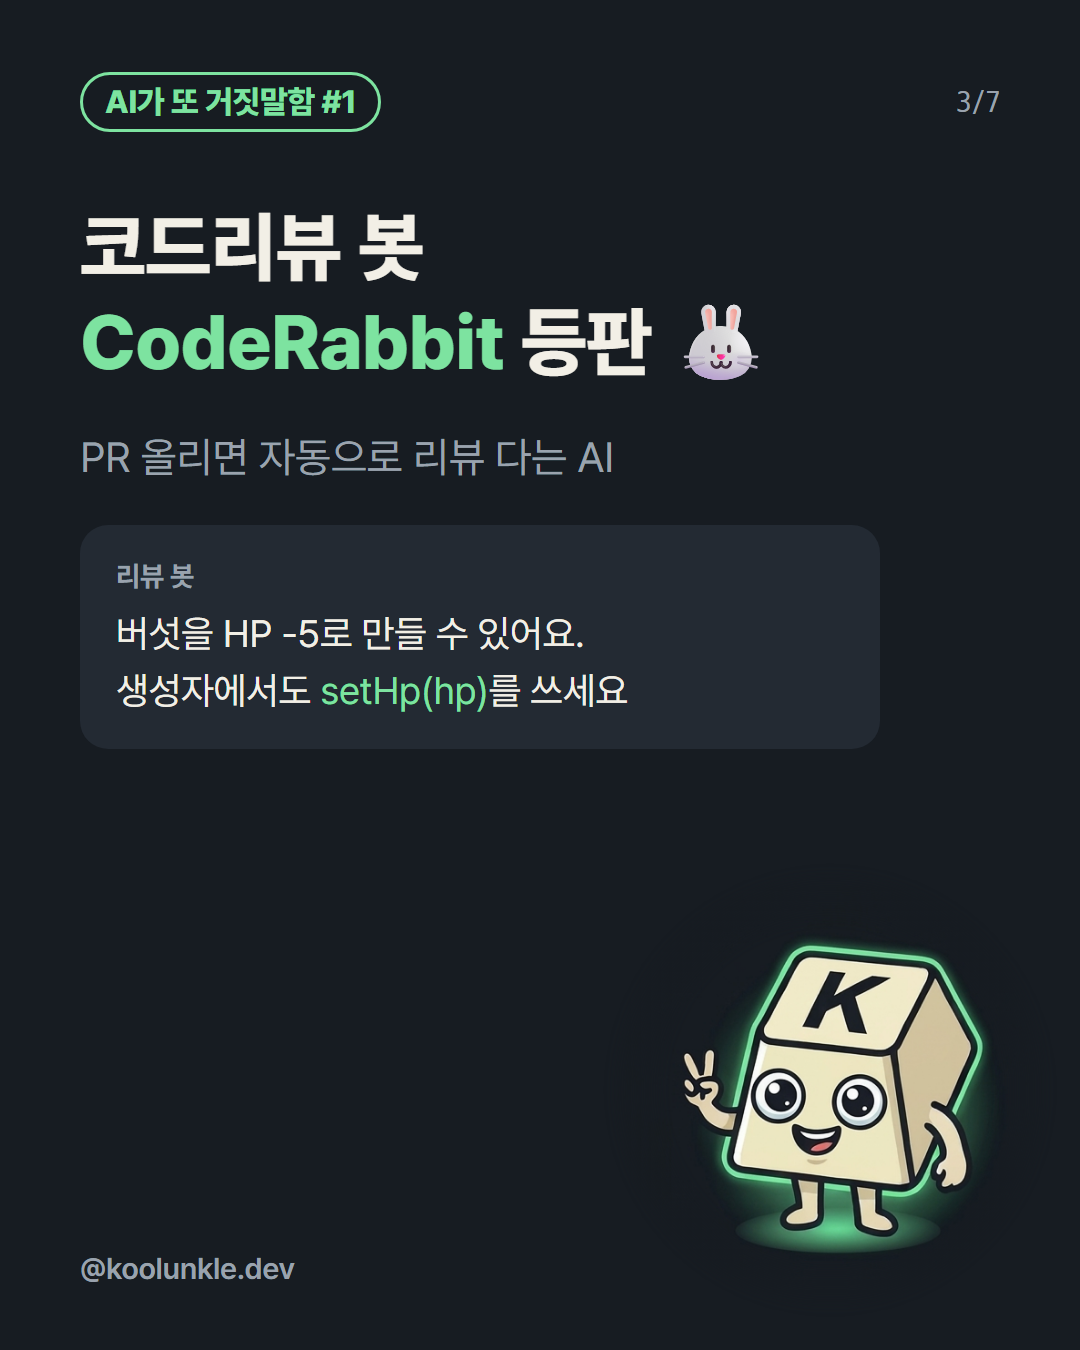 AI가 또 거짓말함 #1
3/7
코드리뷰 봇
CodeRabbit 등판
PR 올리면 자동으로 리뷰 다는 AI
리뷰 봇
버섯을 HP -5로 만들 수 있어요.
생성자에서도 setHp(hp)를 쓰세요
K
@koolunkle.dev